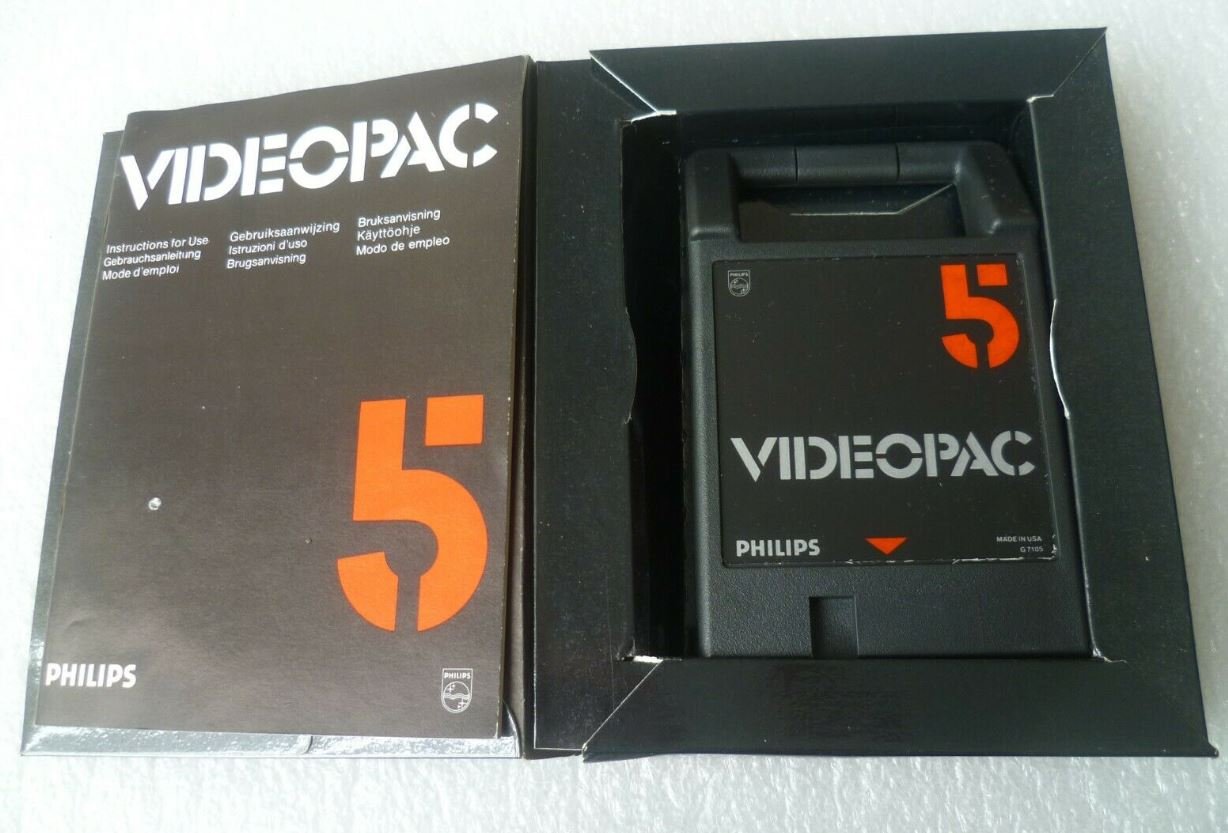 VIDEOPAC
Instructions for Use
Gebrauchsanleitung
Mode d'emploi
Gebruiksaanwijzing
Istruzioni d'uso
Brugsanvisning
Bruksanvisning
Käyttöohje
Modo de empleo
5
PHILIPS
PHILIPS
PHILIPS
5
VIDEOPAC
PHILIPS
MADE IN USA
G7105